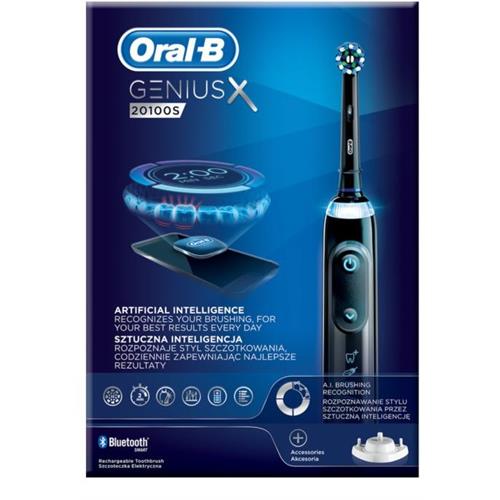 Oral-B
GENIUS X
20100S
2:00
ARTIFICIAL INTELLIGENCE
RECOGNIZES YOUR BRUSHING, FOR
YOUR BEST RESULTS EVERY DAY
SZTUCZNA INTELIGENCJA
ROZPOZNAJE STYL SZCZOTKOWANIA,
CODZIENNIE ZAPEWNIAJĄC NAJLEPSZE
REZULTATY
A.I. BRUSHING
RECOGNITION
ROZPOZNAWANIE STYLU
SZCZOTKOWANIA PRZEZ
SZTUCZNĄ INTELIGENCJĘ
Bluetooth
SMART
Rechargeable Toothbrush
Szczoteczka Elektryczna
Accessories
Akcesoria